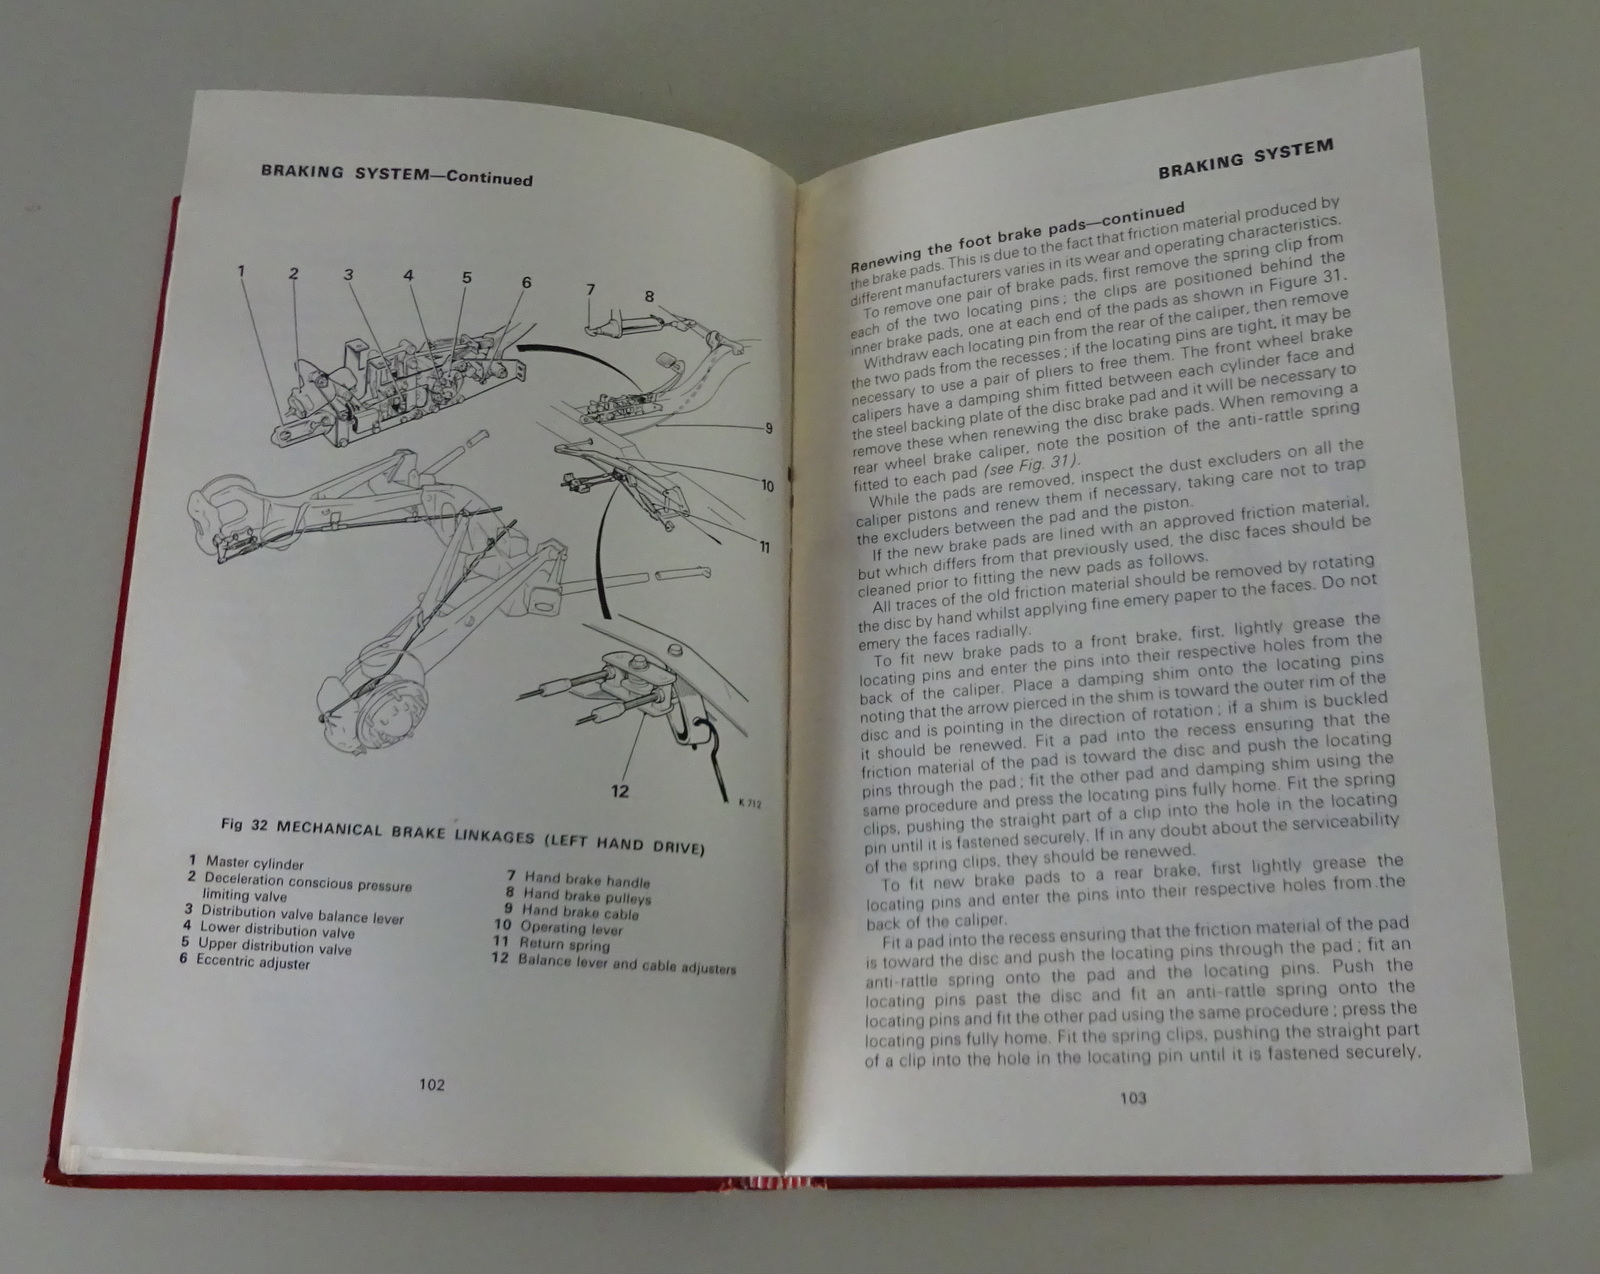 BRAKING SYSTEM—Continued
1 2 3 4 5 6 7 8
9
10
11
12
K 712
Fig 32 MECHANICAL BRAKE LINKAGES (LEFT HAND DRIVE)
1 Master cylinder
2 Deceleration conscious pressure
limiting valve
3 Distribution valve balance lever
4 Lower distribution valve
5 Upper distribution valve
6 Eccentric adjuster
7 Hand brake handle
8 Hand brake pulleys
9 Hand brake cable
10 Operating lever
11 Return spring
12 Balance lever and cable adjusters
102
BRAKING SYSTEM
Renewing the foot brake pads—continued
the brake pads. This is due to the fact that friction material produced by
different manufacturers varies in its wear and operating characteristics.
To remove one pair of brake pads, first remove the spring clip from
each of the two locating pins; the clips are positioned behind the
inner brake pads, one at each end of the pads as shown in Figure 31.
Withdraw each locating pin from the rear of the caliper, then remove
the two pads from the recesses; if the locating pins are tight, it may be
necessary to use a pair of pliers to free them. The front wheel brake
calipers have a damping shim fitted between each cylinder face and
the steel backing plate of the disc brake pad and it will be necessary to
remove these when renewing the disc brake pads. When removing a
rear wheel brake caliper, note the position of the anti-rattle spring
fitted to each pad (see Fig. 31).
While the pads are removed, inspect the dust excluders on all the
caliper pistons and renew them if necessary, taking care not to trap
the excluders between the pad and the piston.
If the new brake pads are lined with an approved friction material,
but which differs from that previously used, the disc faces should be
cleaned prior to fitting the new pads as follows.
All traces of the old friction material should be removed by rotating
the disc by hand whilst applying fine emery paper to the faces. Do not
emery the faces radially.
To fit new brake pads to a front brake, first, lightly grease the
locating pins and enter the pins into their respective holes from the
back of the caliper. Place a damping shim onto the locating pins
noting that the arrow pierced in the shim is toward the outer rim of the
disc and is pointing in the direction of rotation; if a shim is buckled
it should be renewed. Fit a pad into the recess ensuring that the
friction material of the pad is toward the disc and push the locating
pins through the pad; fit the other pad and damping shim using the
same procedure and press the locating pins fully home. Fit the spring
clips, pushing the straight part of a clip into the hole in the locating
pin until it is fastened securely. If in any doubt about the serviceability
of the spring clips, they should be renewed.
To fit new brake pads to a rear brake, first lightly grease the
locating pins and enter the pins into their respective holes from the
back of the caliper.
Fit a pad into the recess ensuring that the friction material of the pad
is toward the disc and push the locating pins through the pad; fit an
anti-rattle spring onto the pad and the locating pins. Push the
locating pins past the disc and fit an anti-rattle spring onto the
locating pins and fit the other pad using the same procedure; press the
locating pins fully home. Fit the spring clips, pushing the straight part
of a clip into the hole in the locating pin until it is fastened securely,
103